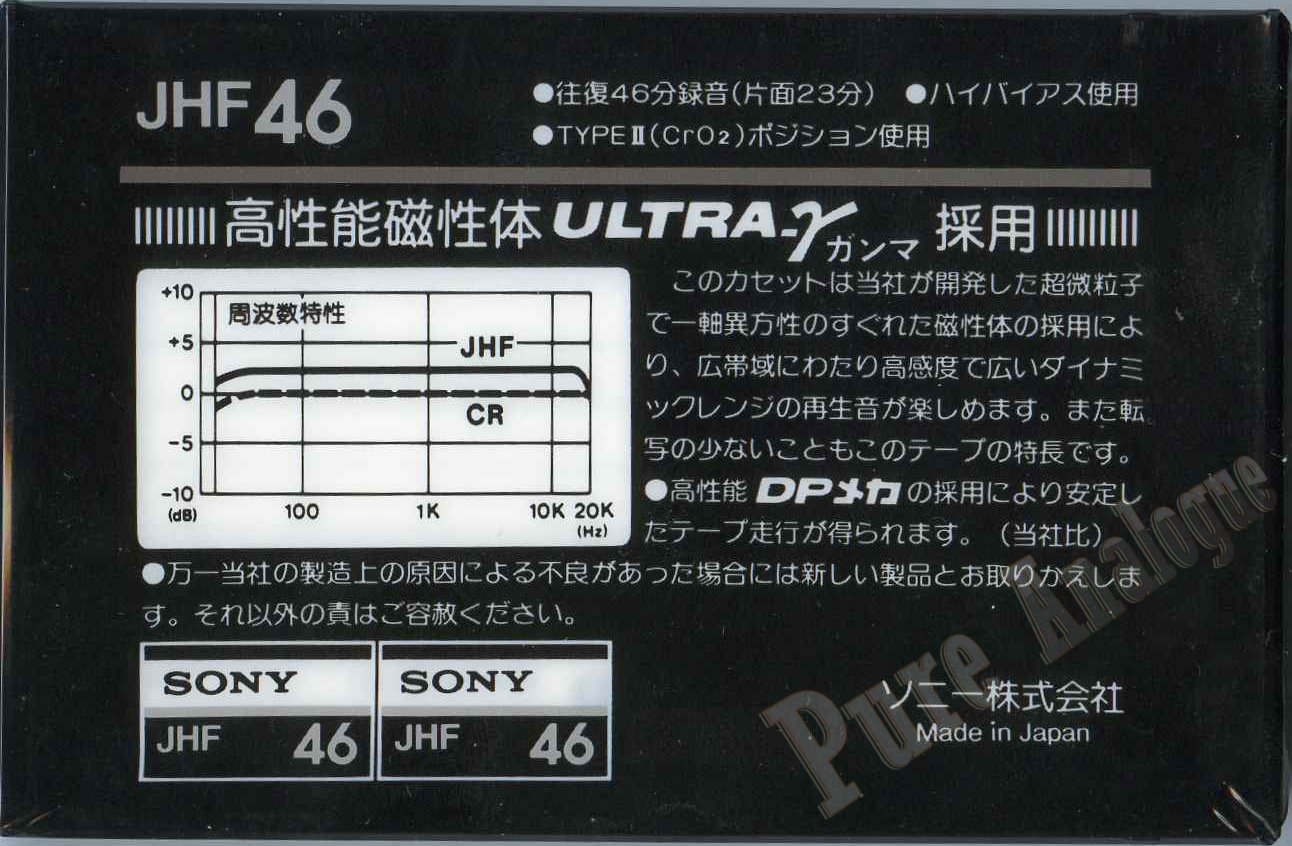 JHF46
●往復46分録音(片面23分) ●ハイバイアス使用
●TYPEⅡ(CrO2)ポジション使用
高性能磁性体ULTRA-γガンマ 採用
+10
周波数特性
+5
JHF
0
CR
-5
-10
(dB) 100 1K 10K 20K
(Hz)
このカセットは当社が開発した超微粒子
で一軸異方性のすぐれた磁性体の採用によ
り、広帯域にわたり高感度で広いダイナミ
ックレンジの再生音が楽しめます。また転
写の少ないこともこのテープの特長です。
●高性能DPメカの採用により安定し
たテープ走行が得られます。(当社比)
●万一当社の製造上の原因による不良があった場合には新しい製品とお取りかえしま
す。それ以外の責はご容赦ください。
SONY
JHF 46
SONY
JHF 46
ソニー株式会社
Made in Japan
Pure Analogue